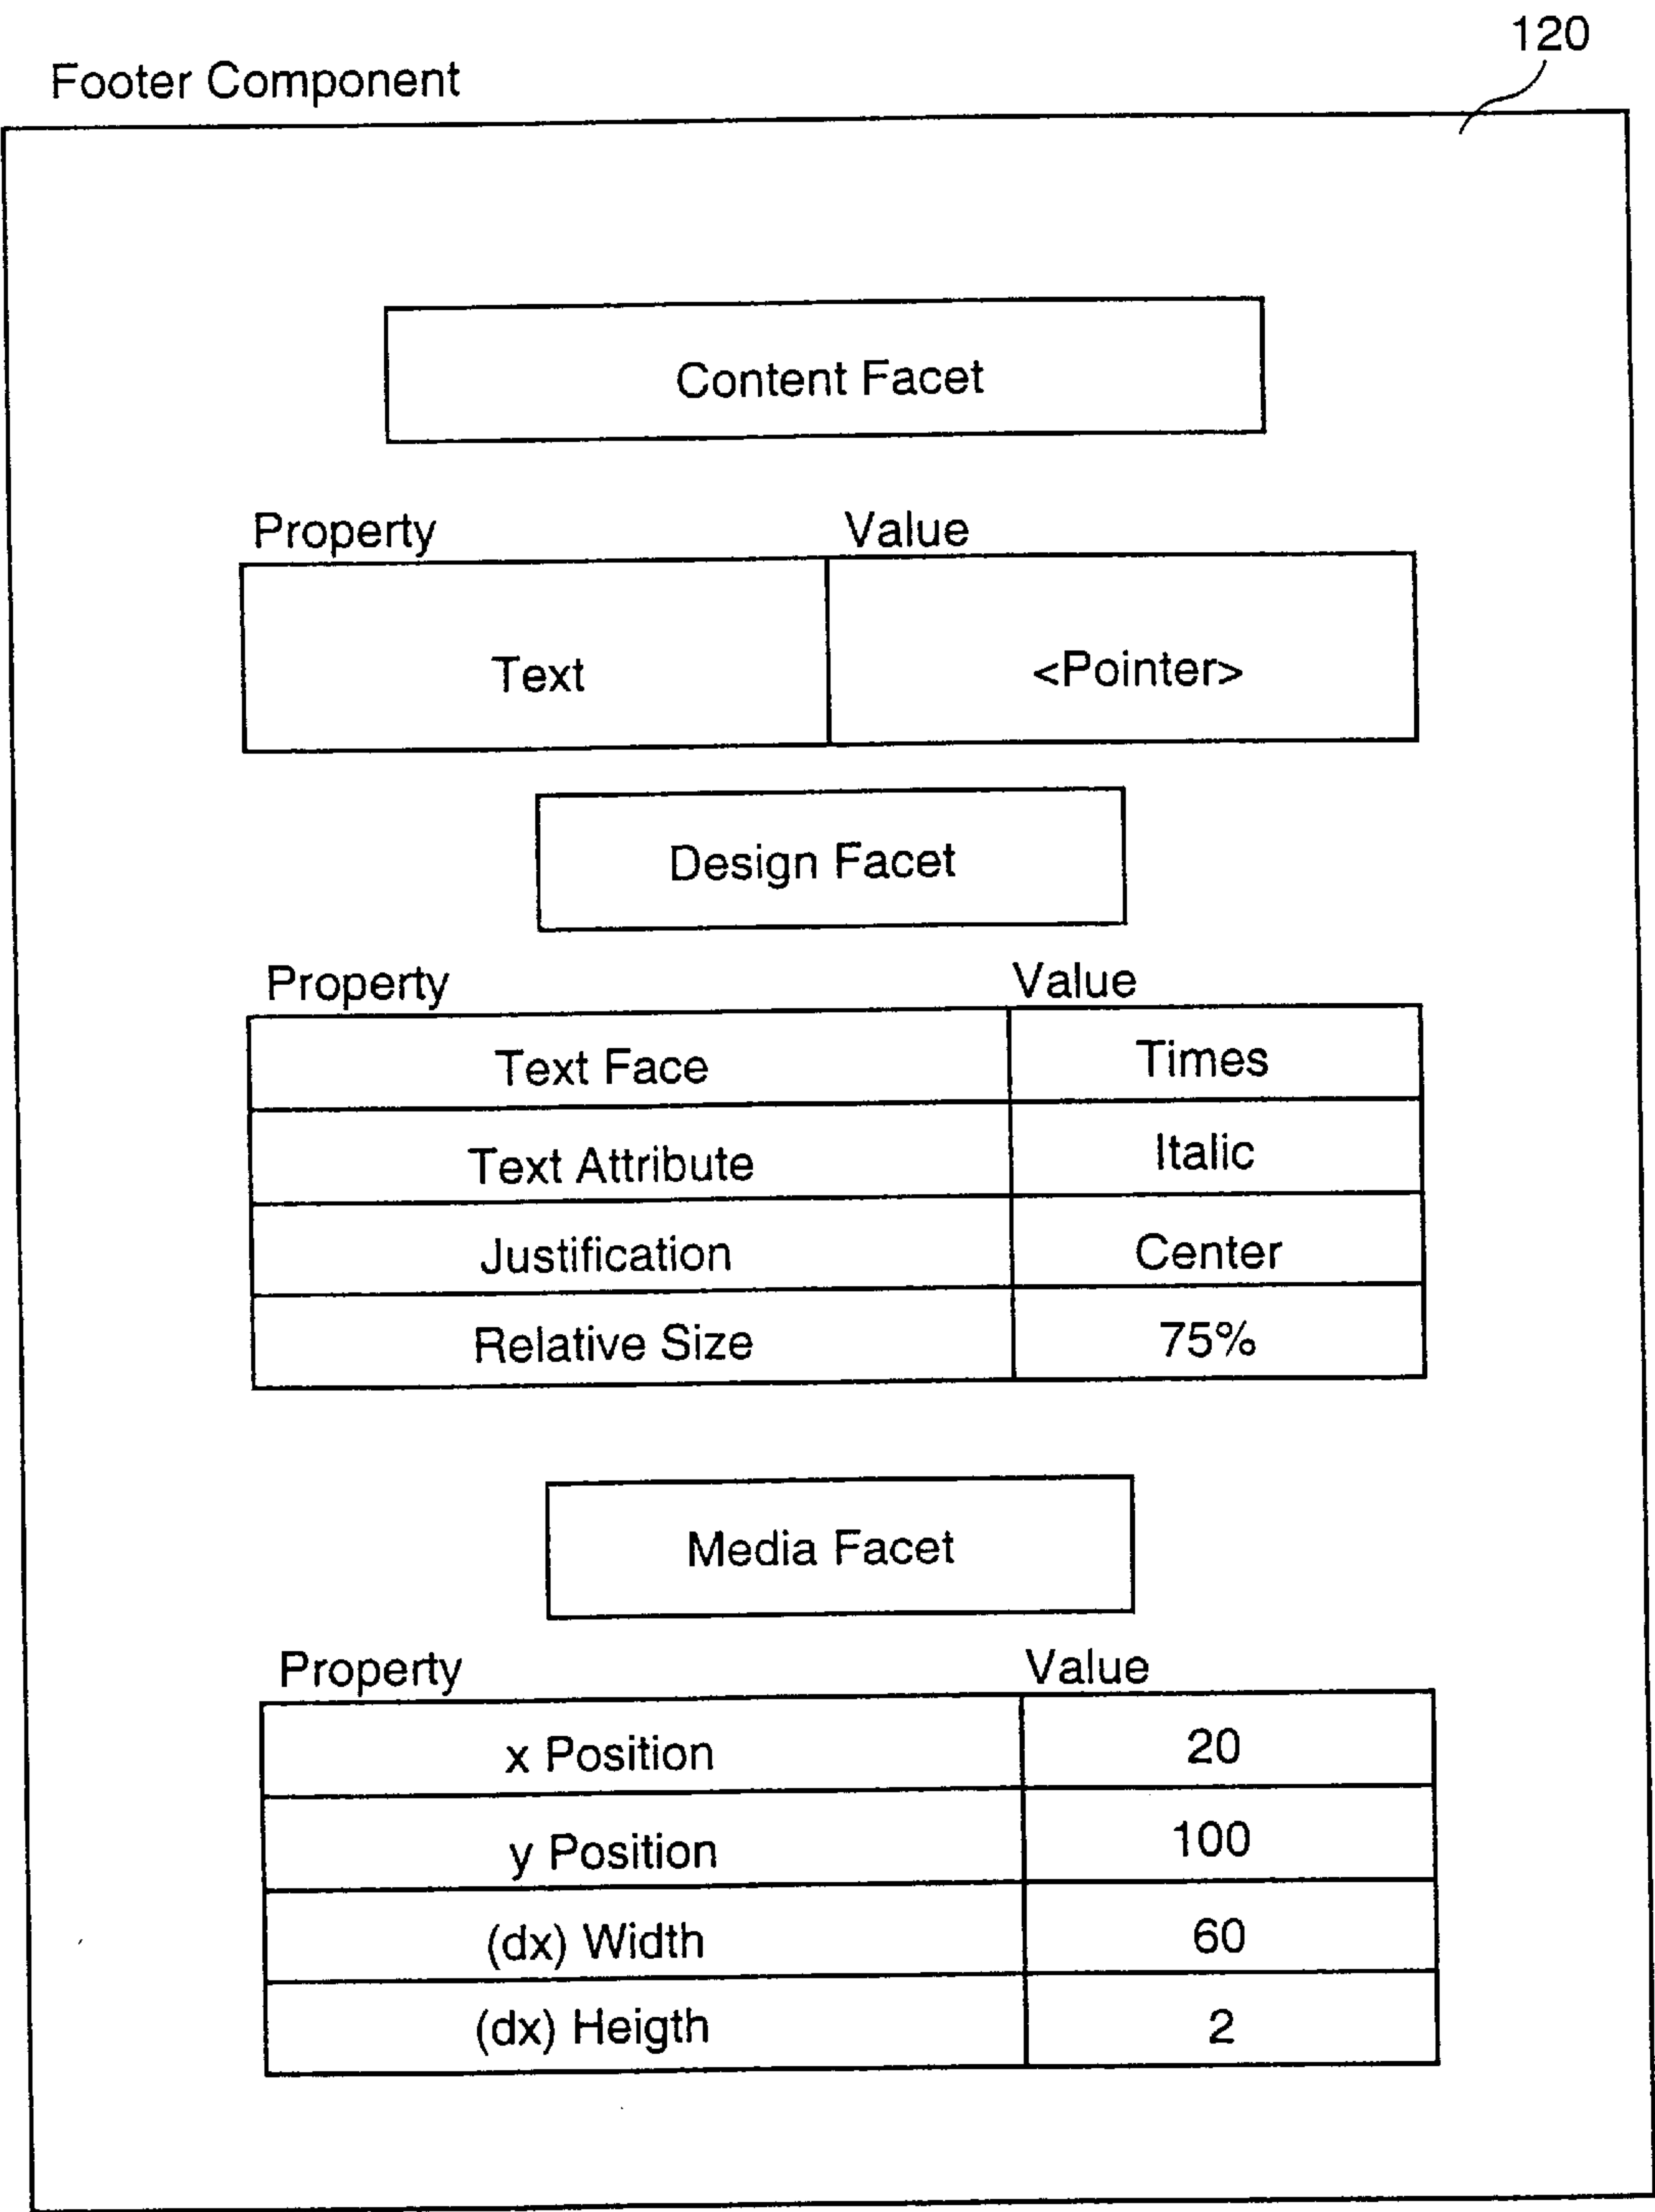 120
Footer Component
Content Facet
Property Value
Text <Pointer>
Design Facet
Property Value
Text Face Times
Text Attribute Italic
Justification Center
Relative Size 75%
Media Facet
Property Value
x Position 20
y Position 100
(dx) Width 60
(dx) Heigth 2